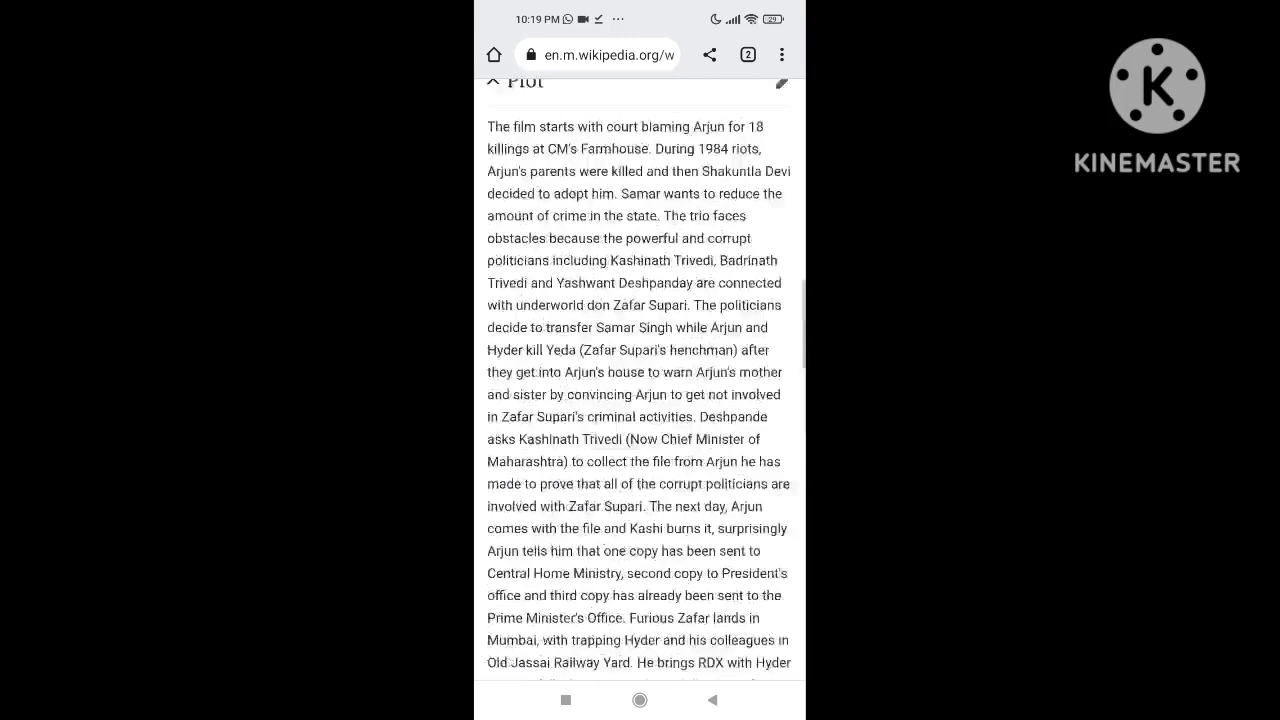 10:19 PM
29
en.m.wikipedia.org/w
2
Plot
The film starts with court blaming Arjun for 18
killings at CM's Farmhouse. During 1984 riots,
Arjun's parents were killed and then Shakuntla Devi
decided to adopt him. Samar wants to reduce the
amount of crime in the state. The trio faces
obstacles because the powerful and corrupt
politicians including Kashinath Trivedi, Badrinath
Trivedi and Yashwant Deshpanday are connected
with underworld don Zafar Supari. The politicians
decide to transfer Samar Singh while Arjun and
Hyder kill Yeda (Zafar Supari's henchman) after
they get into Arjun's house to warn Arjun's mother
and sister by convincing Arjun to get not involved
in Zafar Supari's criminal activities. Deshpande
asks Kashinath Trivedi (Now Chief Minister of
Maharashtra) to collect the file from Arjun he has
made to prove that all of the corrupt politicians are
involved with Zafar Supari. The next day, Arjun
comes with the file and Kashi burns it, surprisingly
Arjun tells him that one copy has been sent to
Central Home Ministry, second copy to President's
office and third copy has already been sent to the
Prime Minister's Office. Furious Zafar lands in
Mumbai, with trapping Hyder and his colleagues in
Old Jassai Railway Yard. He brings RDX with Hyder
K
KINEMASTER